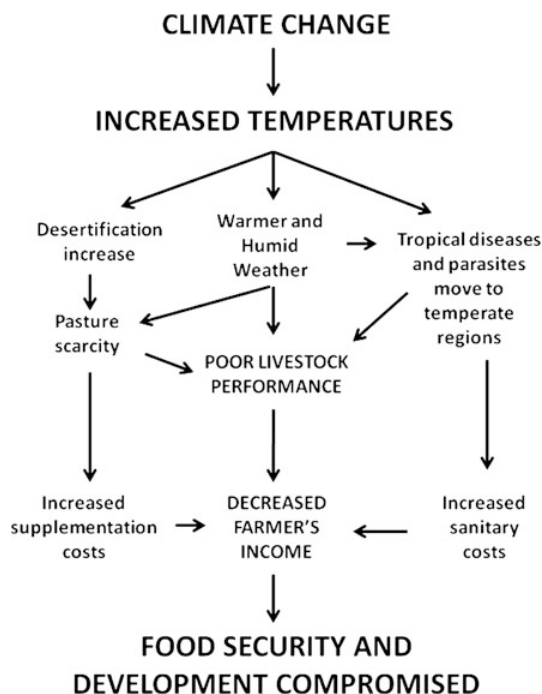 CLIMATE CHANGE
INCREASED TEMPERATURES
Desertification
increase
Warmer and
Humid
Weather
Tropical diseases
and parasites
move to
temperate
regions
Pasture
scarcity
POOR LIVESTOCK
PERFORMANCE
Increased
supplementation
costs
DECREASED
FARMER'S
INCOME
Increased
sanitary
costs
FOOD SECURITY AND
DEVELOPMENT COMPROMISED